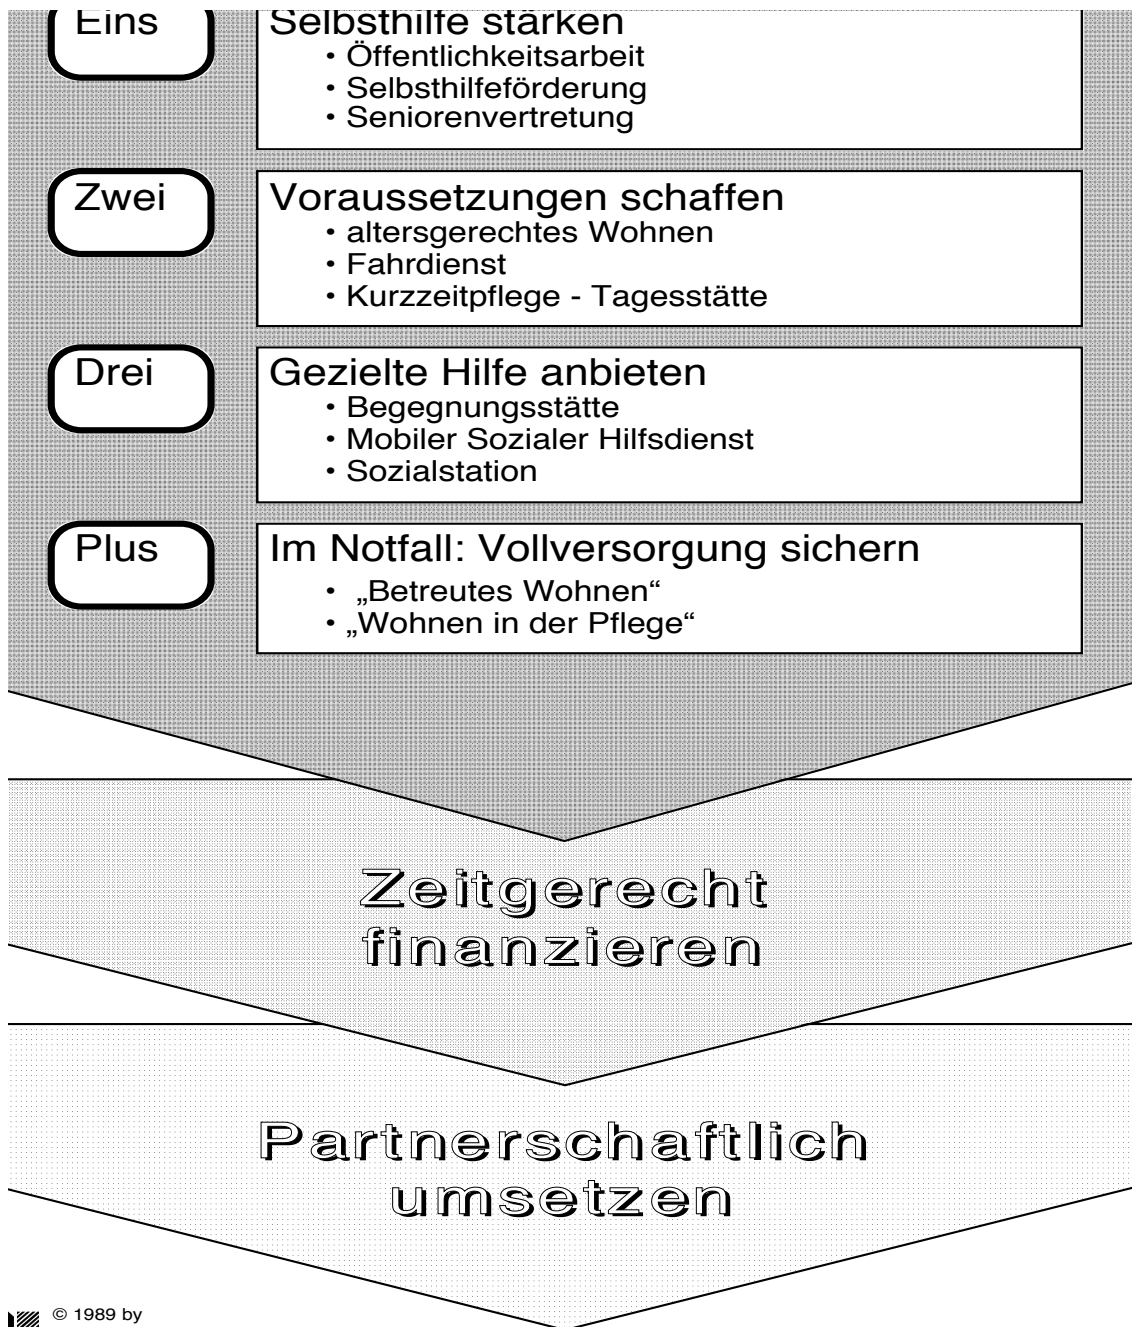 Eins
Selbsthilfe stärken
• Öffentlichkeitsarbeit
• Selbsthilfeförderung
• Seniorenvertretung
Zwei
Voraussetzungen schaffen
• altersgerechtes Wohnen
• Fahrdienst
• Kurzzeitpflege - Tagesstätte
Drei
Gezielte Hilfe anbieten
• Begegnungsstätte
• Mobiler Sozialer Hilfsdienst
• Sozialstation
Plus
Im Notfall: Vollversorgung sichern
• „Betreutes Wohnen“
• „Wohnen in der Pflege“
Zeitgerecht
finanzieren
Partnerschaftlich
umsetzen
© 1989 by